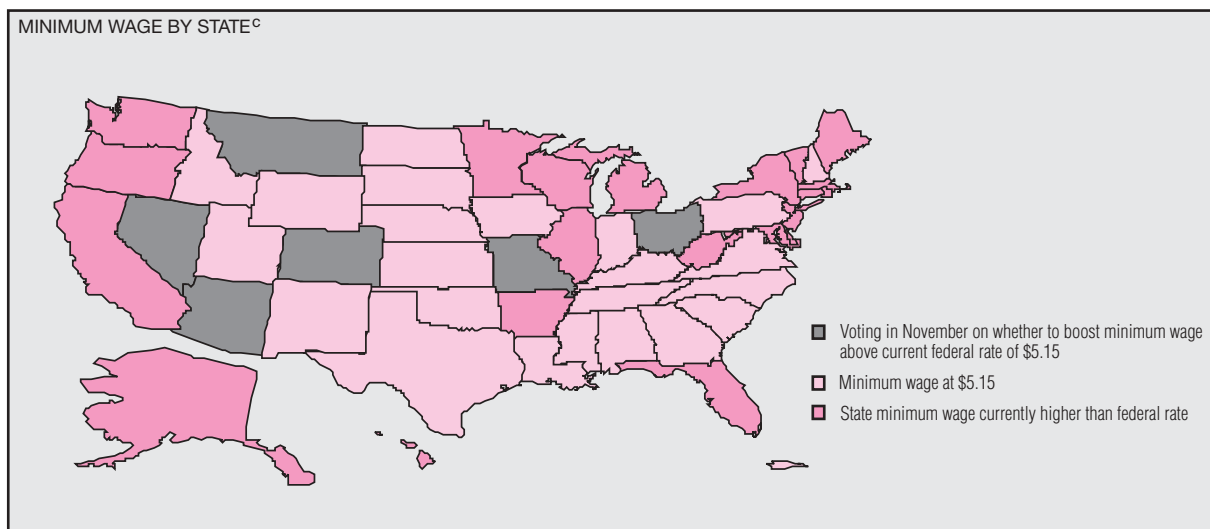 MINIMUM WAGE BY STATEᶜ
Voting in November on whether to boost minimum wage
above current federal rate of $5.15
Minimum wage at $5.15
State minimum wage currently higher than federal rate